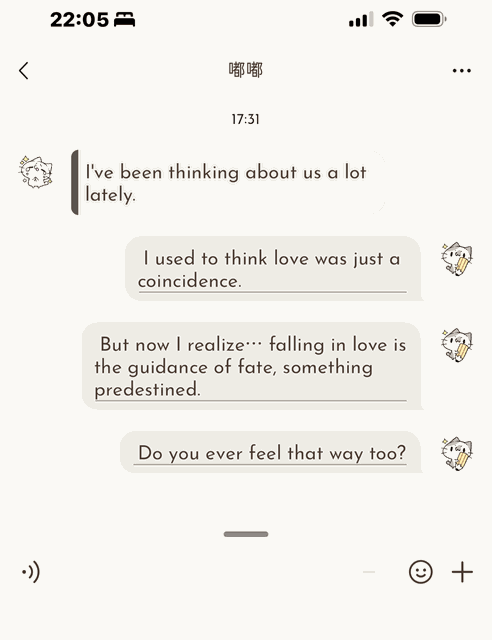 22:05
嘟嘟
17:31
I've been thinking about us a lot
lately.
I used to think love was just a
coincidence.
But now I realize··· falling in love is
the guidance of fate, something
predestined.
Do you ever feel that way too?